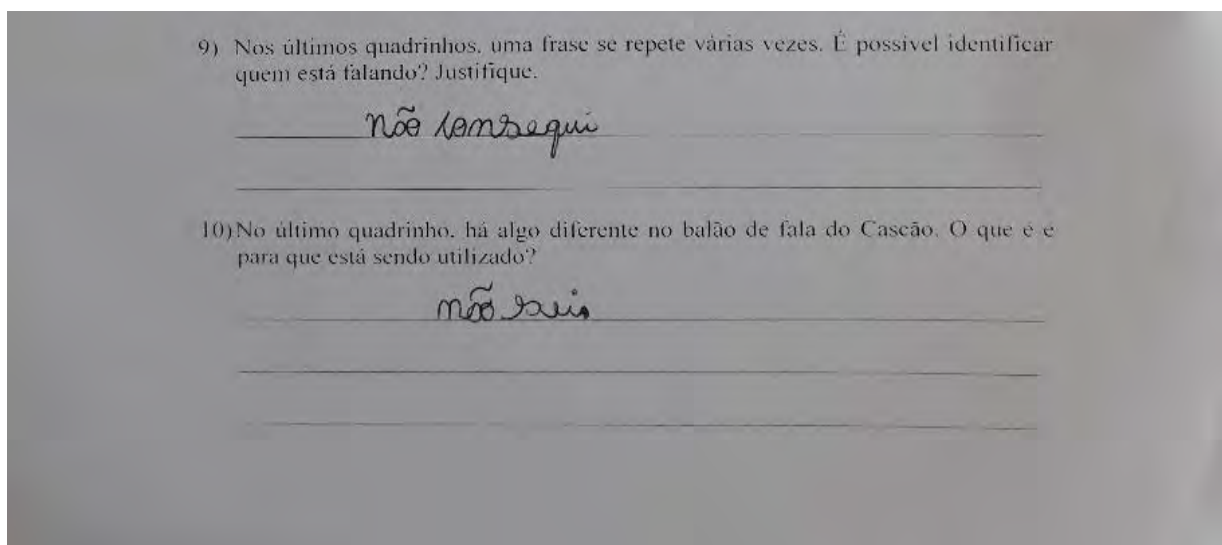 9) Nos últimos quadrinhos, uma frase se repete várias vezes. É possível identificar
quem está falando? Justifique.
não consegui
10) No último quadrinho, há algo diferente no balão de fala do Cascão. O que é e
para que está sendo utilizado?
não seis